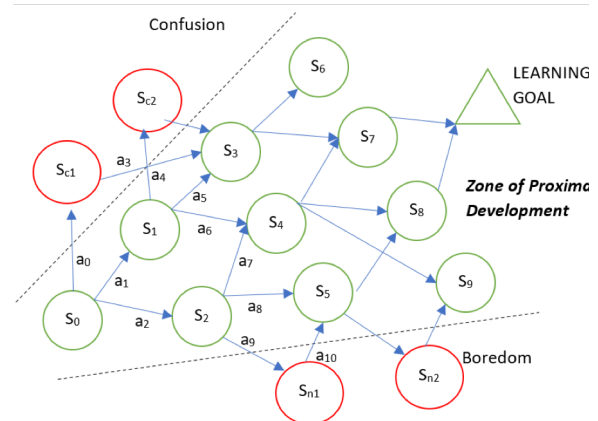 Confusion
S6
LEARNING
GOAL
Sc2
S3
S7
Sc1
a3
a4
a5
Zone of Proxima
Development
S1
a6
S4
S8
a0
a1
a7
S9
S0
a2
S2
a8
S5
a9
a10
Boredom
Sn1
Sn2